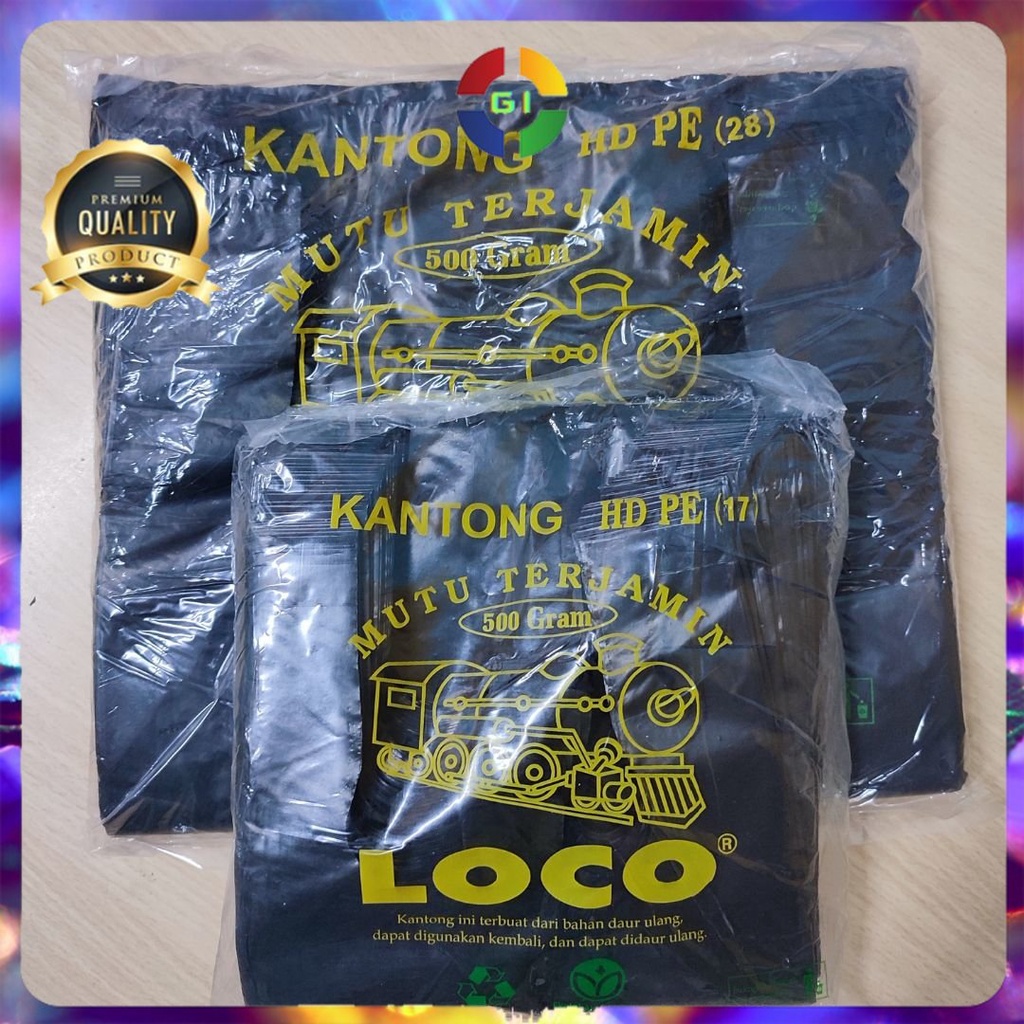 GI
KANTONG HD PE (28)
PREMIUM
QUALITY
PRODUCT
MUTU TERJAMIN
500 Gram
KANTONG HD PE (17)
MUTU TERJAMIN
500 Gram
LOCO®
Kantong ini terbuat dari bahan daur ulang,
dapat digunakan kembali, dan dapat didaur ulang.